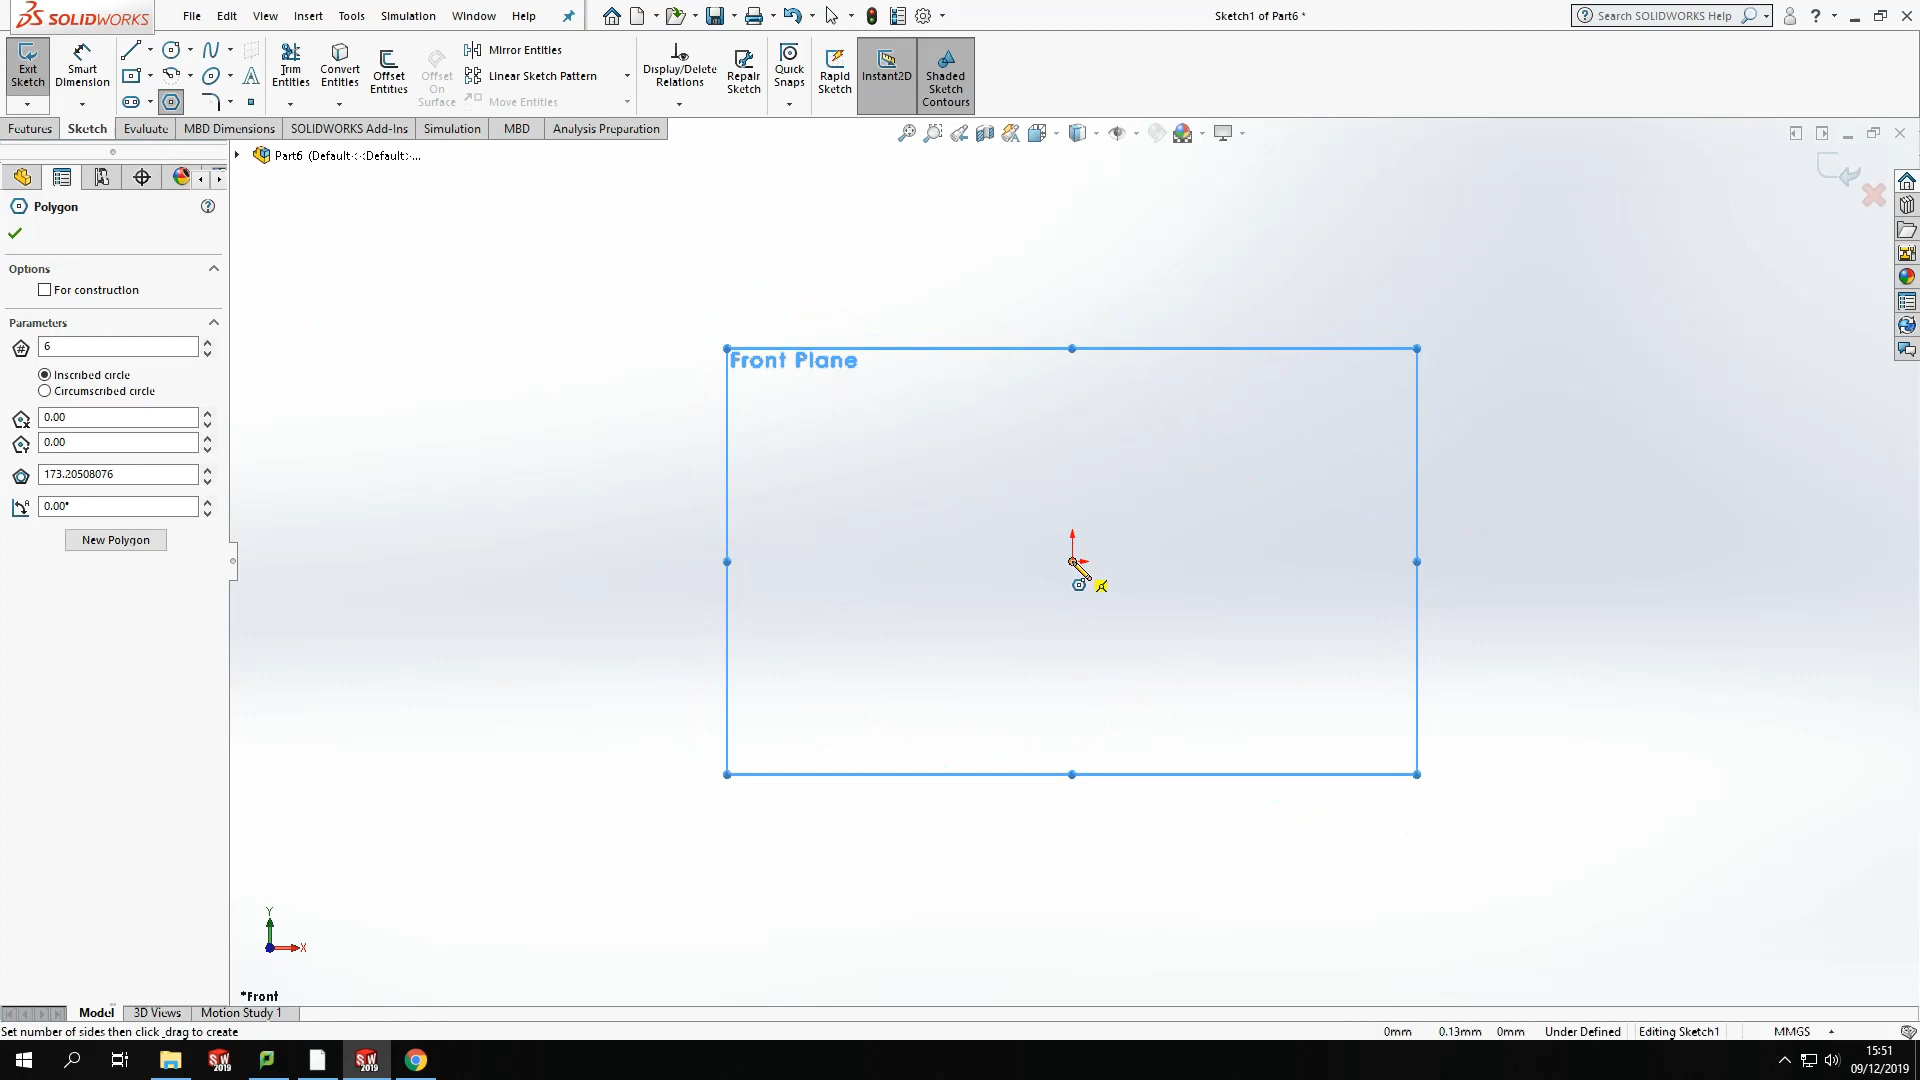 SOLIDWORKS File Edit View Insert Tools Simulation Window Help Sketch1 of Part6 * Search SOLIDWORKS Help
Exit Sketch Smart Dimension Trim Entities Convert Entities Offset Entities Offset On Surface Mirror Entities Linear Sketch Pattern Move Entities Display/Delete Relations Repair Sketch Quick Snaps Rapid Sketch Instant2D Shaded Sketch Contours
Features Sketch Evaluate MBD Dimensions SOLIDWORKS Add-Ins Simulation MBD Analysis Preparation
Part6 (Default<<Default>...
Polygon
Options
For construction
Parameters
6
Inscribed circle
Circumscribed circle
0.00
0.00
173.20508076
0.00°
New Polygon
Front Plane
Y
X
*Front
Model 3D Views Motion Study 1
Set number of sides then click_drag to create 0mm 0.13mm 0mm Under Defined Editing Sketch1 MMGS
SW 2019 SW 2019 15:51
09/12/2019